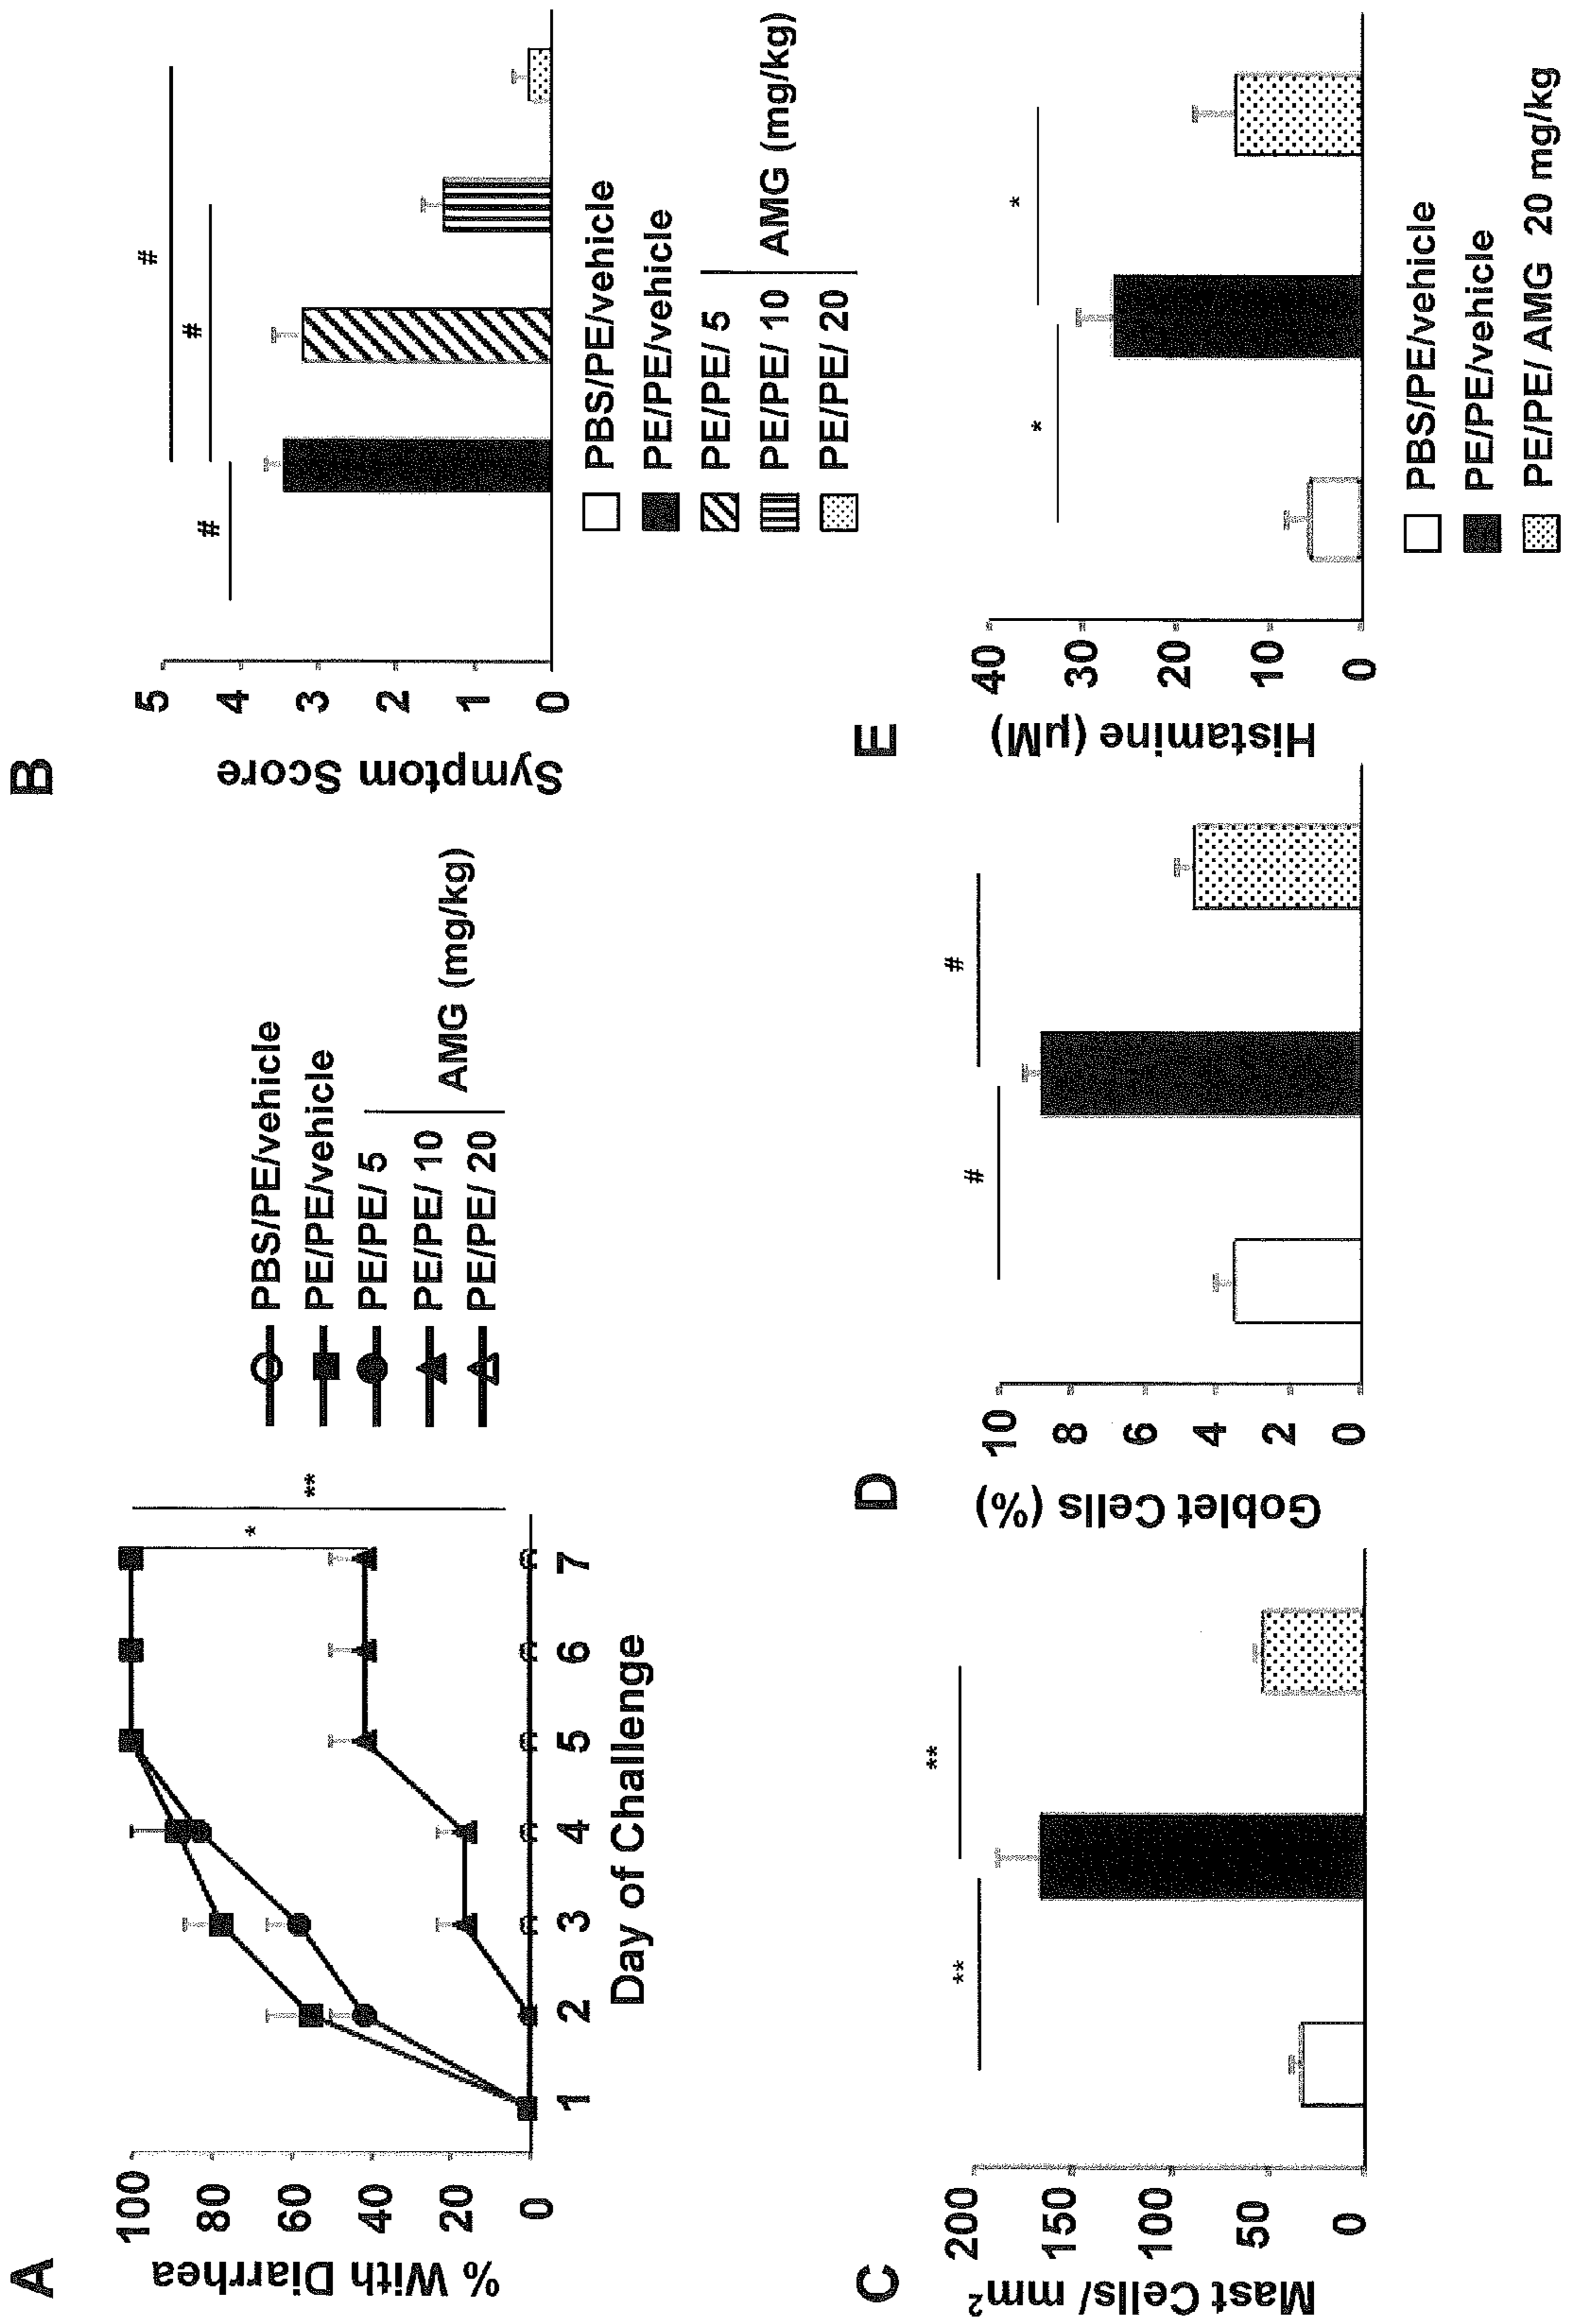 A
% With Diarrhea
100
80
60
40
20
0
1 2 3 4 5 6 7
Day of Challenge
*
**
PBS/PE/vehicle
PE/PE/vehicle
PE/PE/ 5
PE/PE/ 10
PE/PE/ 20
AMG (mg/kg)
B
Symptom Score
5
4
3
2
1
0
#
#
#
PBS/PE/vehicle
PE/PE/vehicle
PE/PE/ 5
PE/PE/ 10
PE/PE/ 20
AMG (mg/kg)
C
Mast Cells/ mm²
200
150
100
50
0
**
**
D
Goblet Cells (%)
10
8
6
4
2
0
#
#
E
Histamine (µM)
40
30
20
10
0
*
*
PBS/PE/vehicle
PE/PE/vehicle
PE/PE/ AMG 20 mg/kg